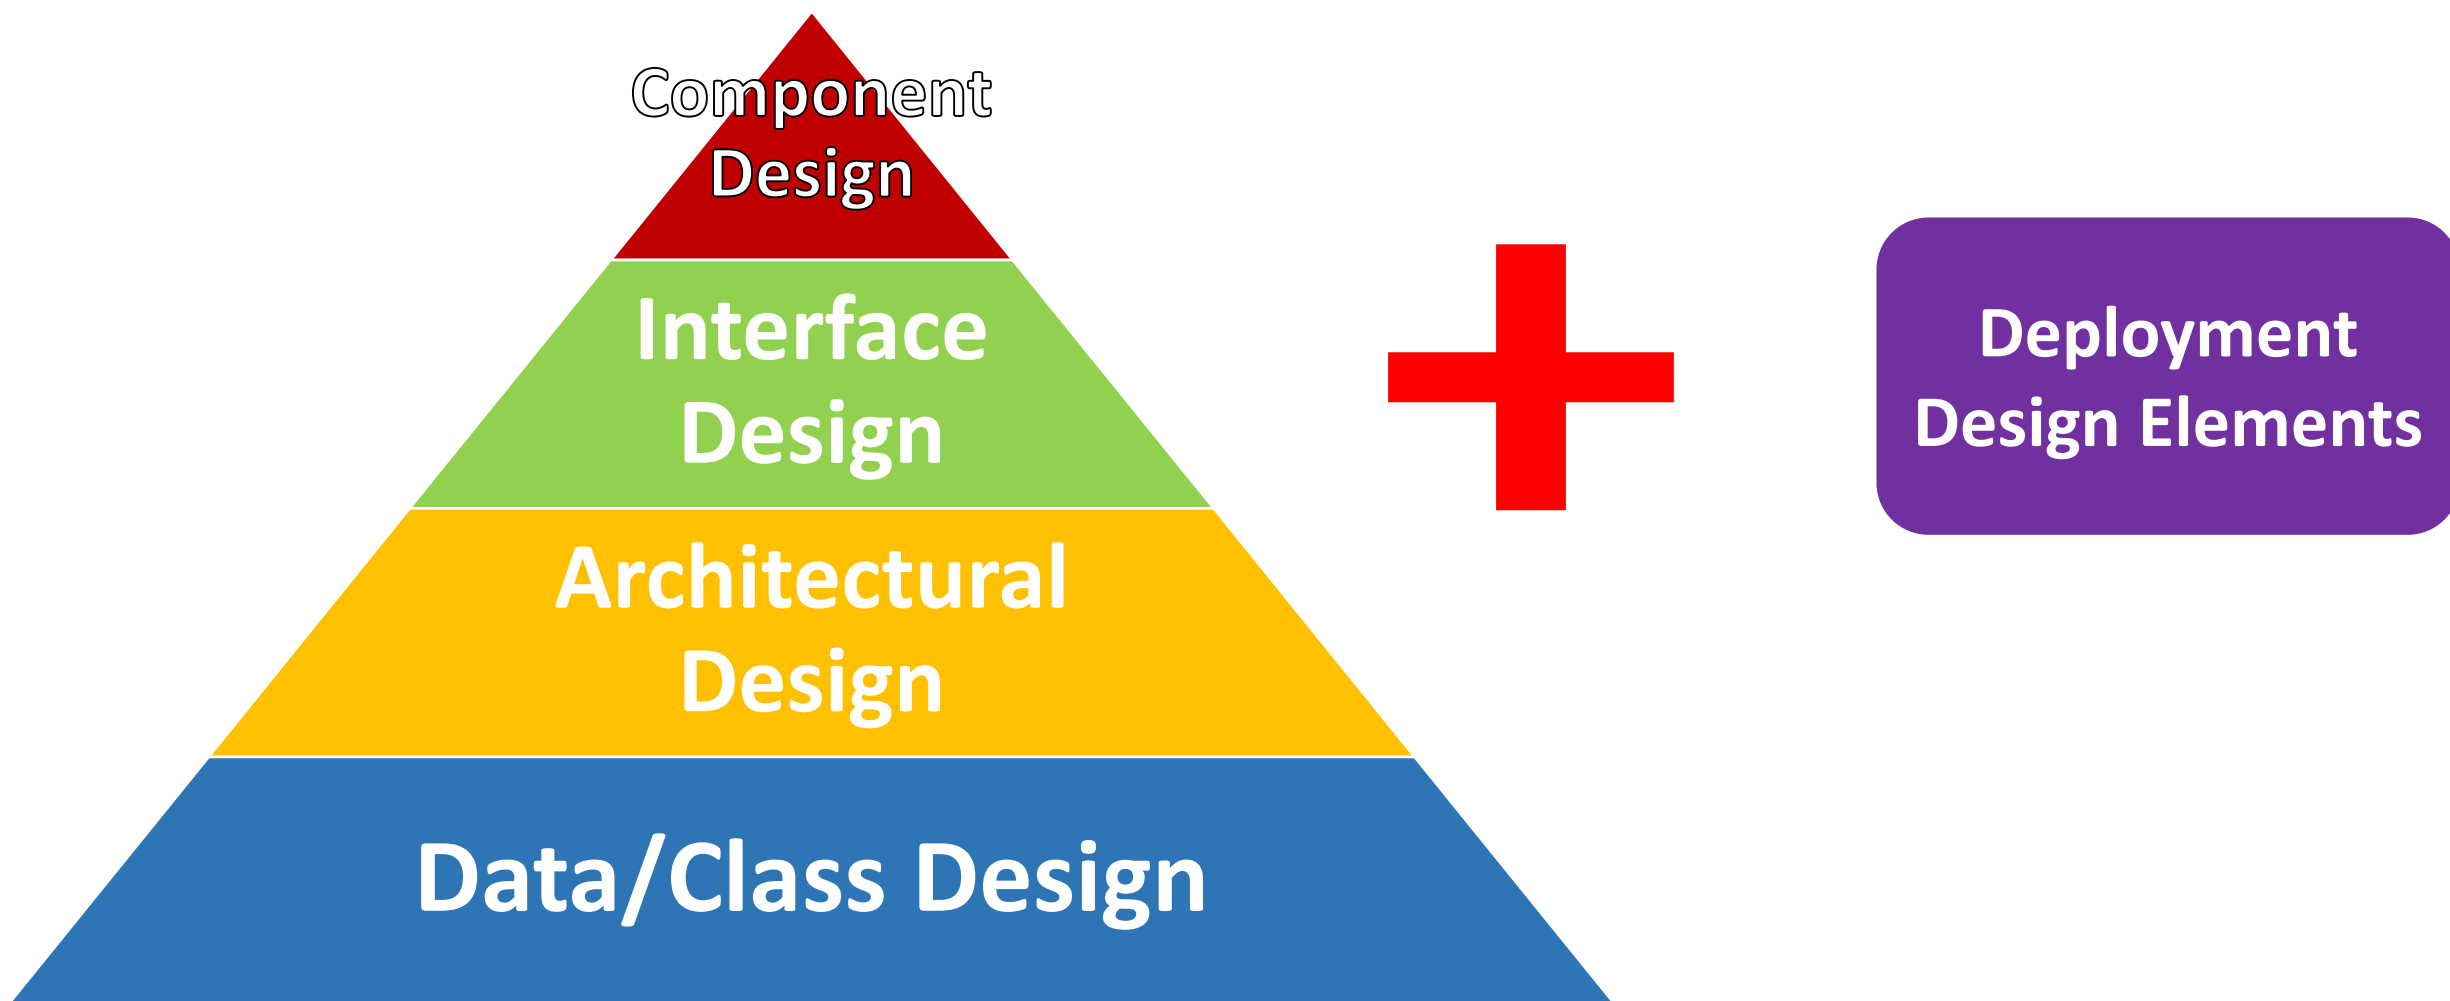 Component
Design
Interface
Design
Architectural
Design
Data/Class Design
Deployment
Design Elements